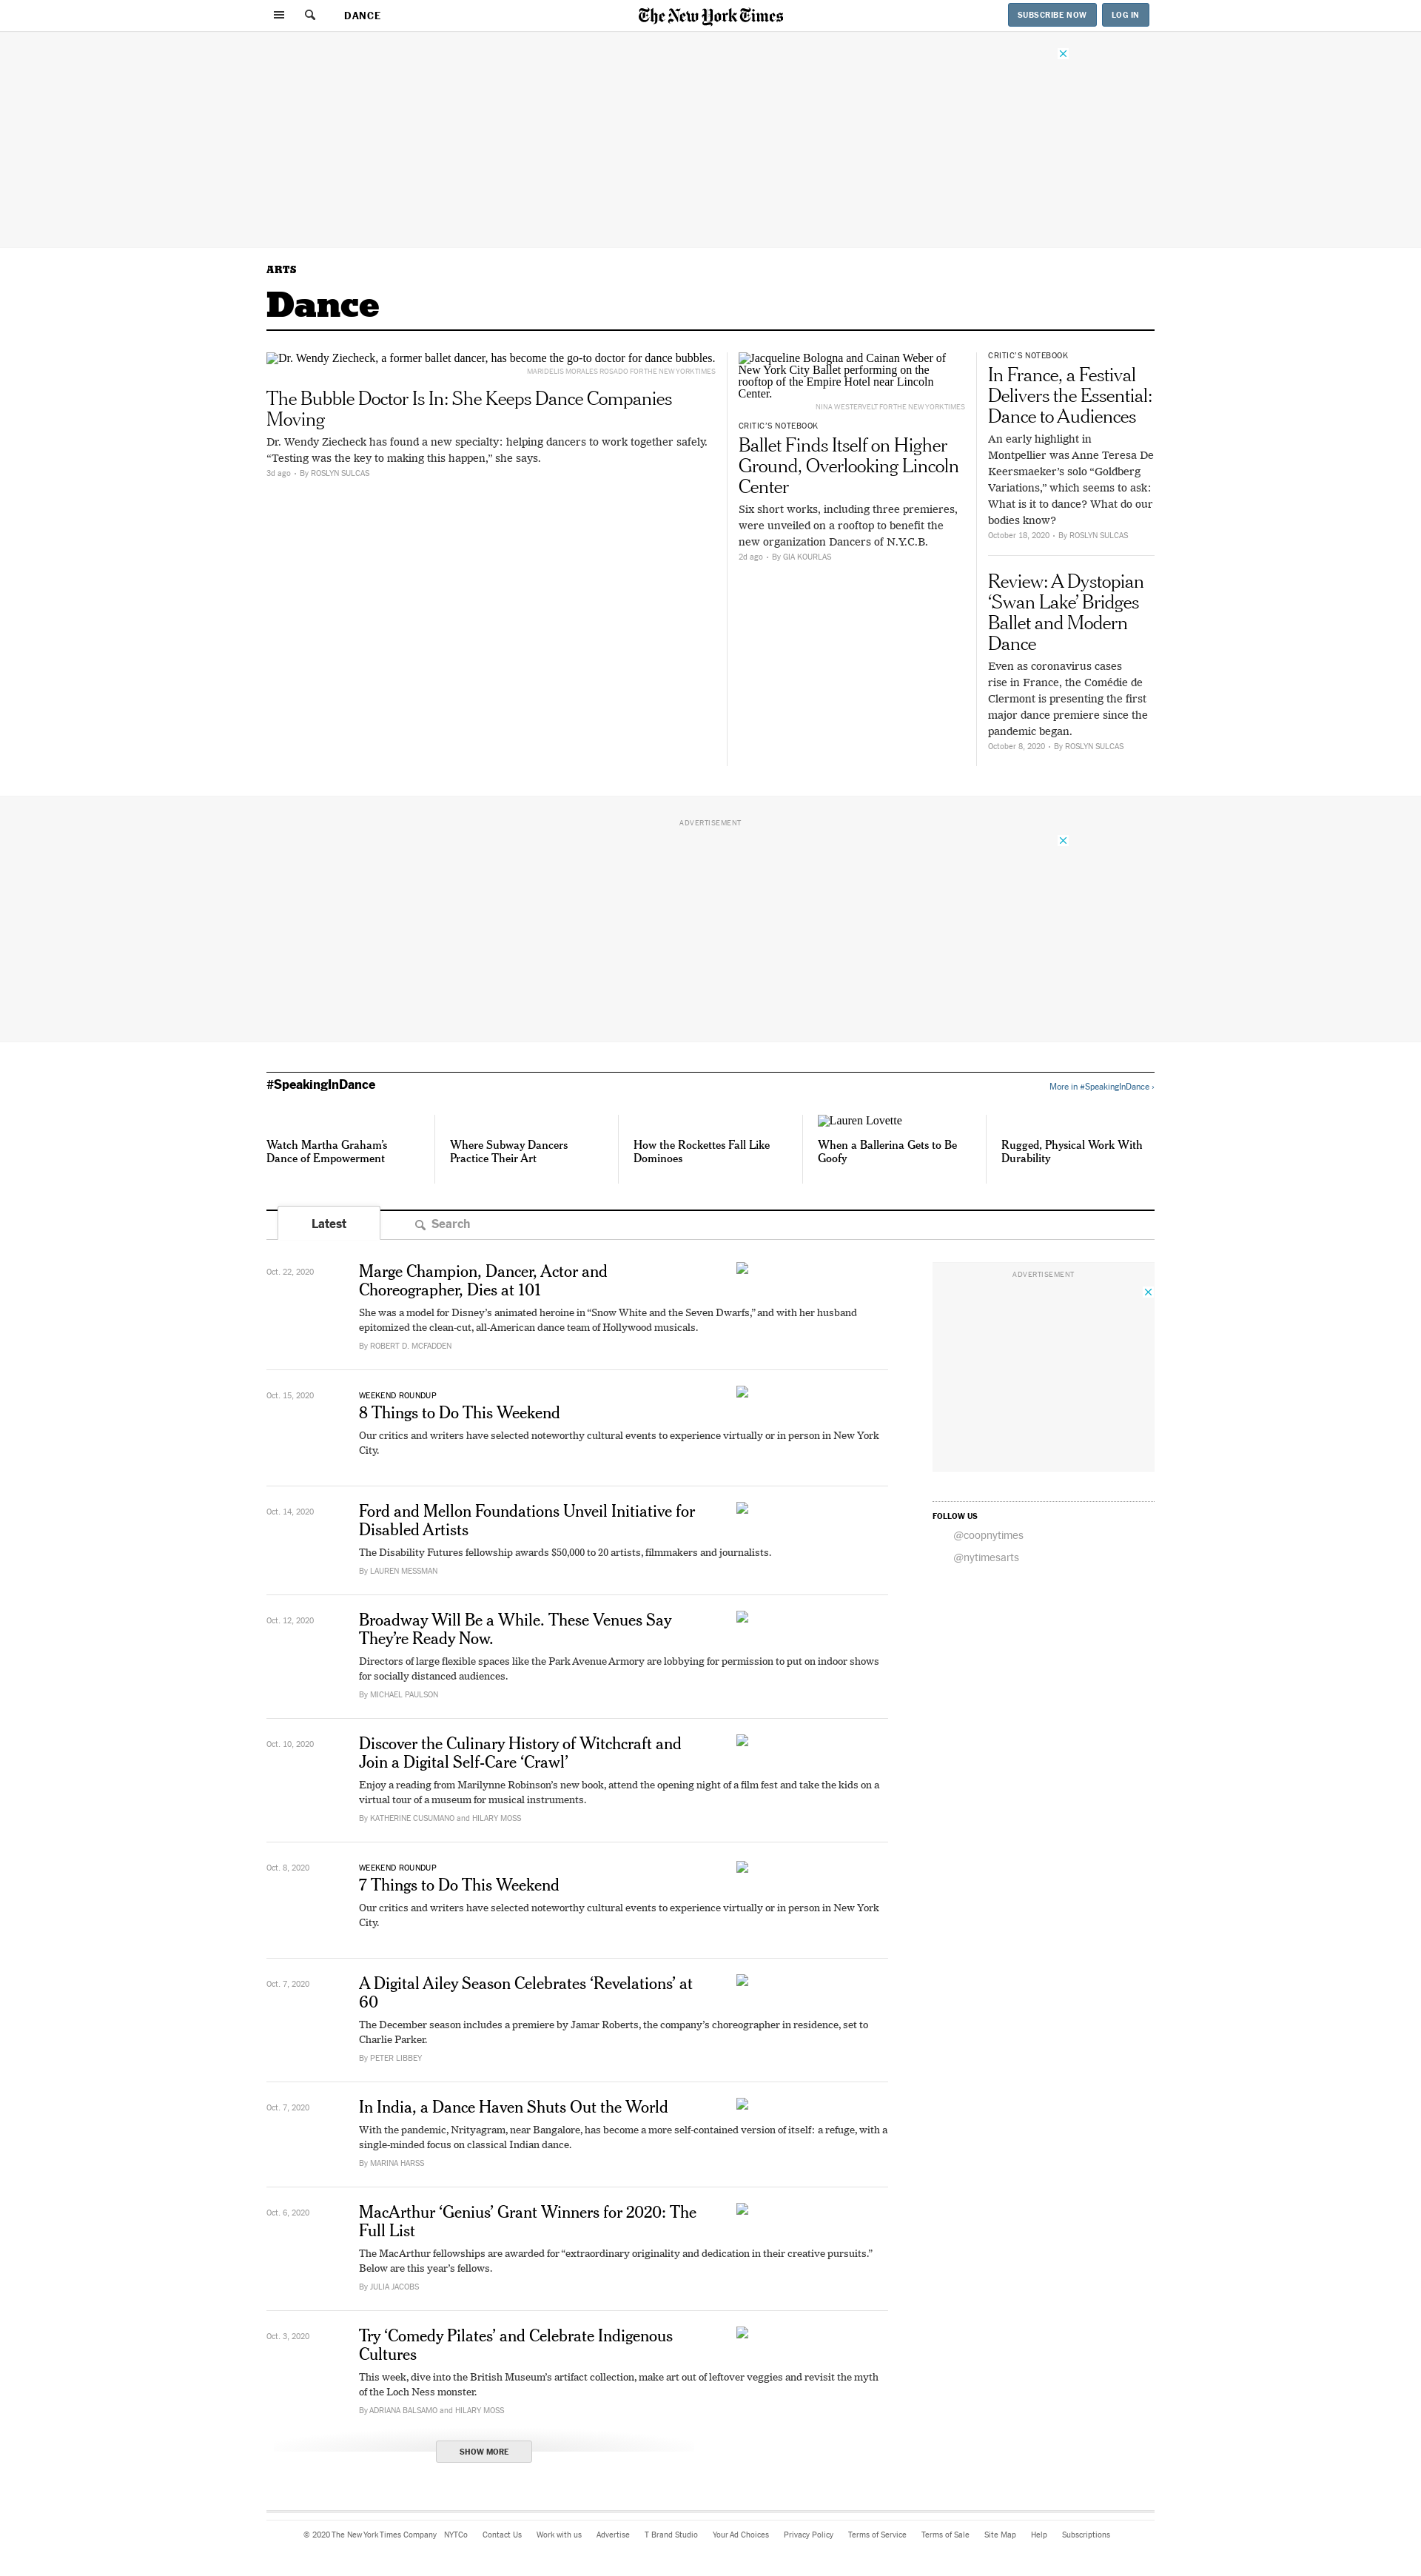 DANCE
The New York Times
SUBSCRIBE NOW
LOG IN
ARTS
Dance
Dr. Wendy Ziecheck, a former ballet dancer, has become the go-to doctor for dance bubbles.
MARIDELIS MORALES ROSADO FOR THE NEW YORK TIMES
The Bubble Doctor Is In: She Keeps Dance Companies
Moving
Dr. Wendy Ziecheck has found a new specialty: helping dancers to work together safely.
“Testing was the key to making this happen,” she says.
3d ago • By ROSLYN SULCAS
Jacqueline Bologna and Cainan Weber of
New York City Ballet performing on the
rooftop of the Empire Hotel near Lincoln
Center.
NINA WESTERVELT FOR THE NEW YORK TIMES
CRITIC’S NOTEBOOK
Ballet Finds Itself on Higher
Ground, Overlooking Lincoln
Center
Six short works, including three premieres,
were unveiled on a rooftop to benefit the
new organization Dancers of N.Y.C.B.
2d ago • By GIA KOURLAS
CRITIC’S NOTEBOOK
In France, a Festival
Delivers the Essential:
Dance to Audiences
An early highlight in
Montpellier was Anne Teresa De
Keersmaeker’s solo “Goldberg
Variations,” which seems to ask:
What is it to dance? What do our
bodies know?
October 18, 2020 • By ROSLYN SULCAS
Review: A Dystopian
‘Swan Lake’ Bridges
Ballet and Modern
Dance
Even as coronavirus cases
rise in France, the Comédie de
Clermont is presenting the first
major dance premiere since the
pandemic began.
October 8, 2020 • By ROSLYN SULCAS
ADVERTISEMENT
#SpeakingInDance
More in #SpeakingInDance ›
Watch Martha Graham’s
Dance of Empowerment
Where Subway Dancers
Practice Their Art
How the Rockettes Fall Like
Dominoes
Lauren Lovette
When a Ballerina Gets to Be
Goofy
Rugged, Physical Work With
Durability
Latest
Search
Oct. 22, 2020
Marge Champion, Dancer, Actor and
Choreographer, Dies at 101
She was a model for Disney’s animated heroine in “Snow White and the Seven Dwarfs,” and with her husband
epitomized the clean-cut, all-American dance team of Hollywood musicals.
By ROBERT D. MCFADDEN
Oct. 15, 2020
WEEKEND ROUNDUP
8 Things to Do This Weekend
Our critics and writers have selected noteworthy cultural events to experience virtually or in person in New York
City.
Oct. 14, 2020
Ford and Mellon Foundations Unveil Initiative for
Disabled Artists
The Disability Futures fellowship awards $50,000 to 20 artists, filmmakers and journalists.
By LAUREN MESSMAN
Oct. 12, 2020
Broadway Will Be a While. These Venues Say
They’re Ready Now.
Directors of large flexible spaces like the Park Avenue Armory are lobbying for permission to put on indoor shows
for socially distanced audiences.
By MICHAEL PAULSON
Oct. 10, 2020
Discover the Culinary History of Witchcraft and
Join a Digital Self-Care ‘Crawl’
Enjoy a reading from Marilynne Robinson’s new book, attend the opening night of a film fest and take the kids on a
virtual tour of a museum for musical instruments.
By KATHERINE CUSUMANO and HILARY MOSS
Oct. 8, 2020
WEEKEND ROUNDUP
7 Things to Do This Weekend
Our critics and writers have selected noteworthy cultural events to experience virtually or in person in New York
City.
Oct. 7, 2020
A Digital Ailey Season Celebrates ‘Revelations’ at
60
The December season includes a premiere by Jamar Roberts, the company’s choreographer in residence, set to
Charlie Parker.
By PETER LIBBEY
Oct. 7, 2020
In India, a Dance Haven Shuts Out the World
With the pandemic, Nrityagram, near Bangalore, has become a more self-contained version of itself: a refuge, with a
single-minded focus on classical Indian dance.
By MARINA HARSS
Oct. 6, 2020
MacArthur ‘Genius’ Grant Winners for 2020: The
Full List
The MacArthur fellowships are awarded for “extraordinary originality and dedication in their creative pursuits.”
Below are this year’s fellows.
By JULIA JACOBS
Oct. 3, 2020
Try ‘Comedy Pilates’ and Celebrate Indigenous
Cultures
This week, dive into the British Museum’s artifact collection, make art out of leftover veggies and revisit the myth
of the Loch Ness monster.
By ADRIANA BALSAMO and HILARY MOSS
SHOW MORE
ADVERTISEMENT
FOLLOW US
@coopnytimes
@nytimesarts
© 2020 The New York Times Company NYTCo Contact Us Work with us Advertise T Brand Studio Your Ad Choices Privacy Policy Terms of Service Terms of Sale Site Map Help Subscriptions